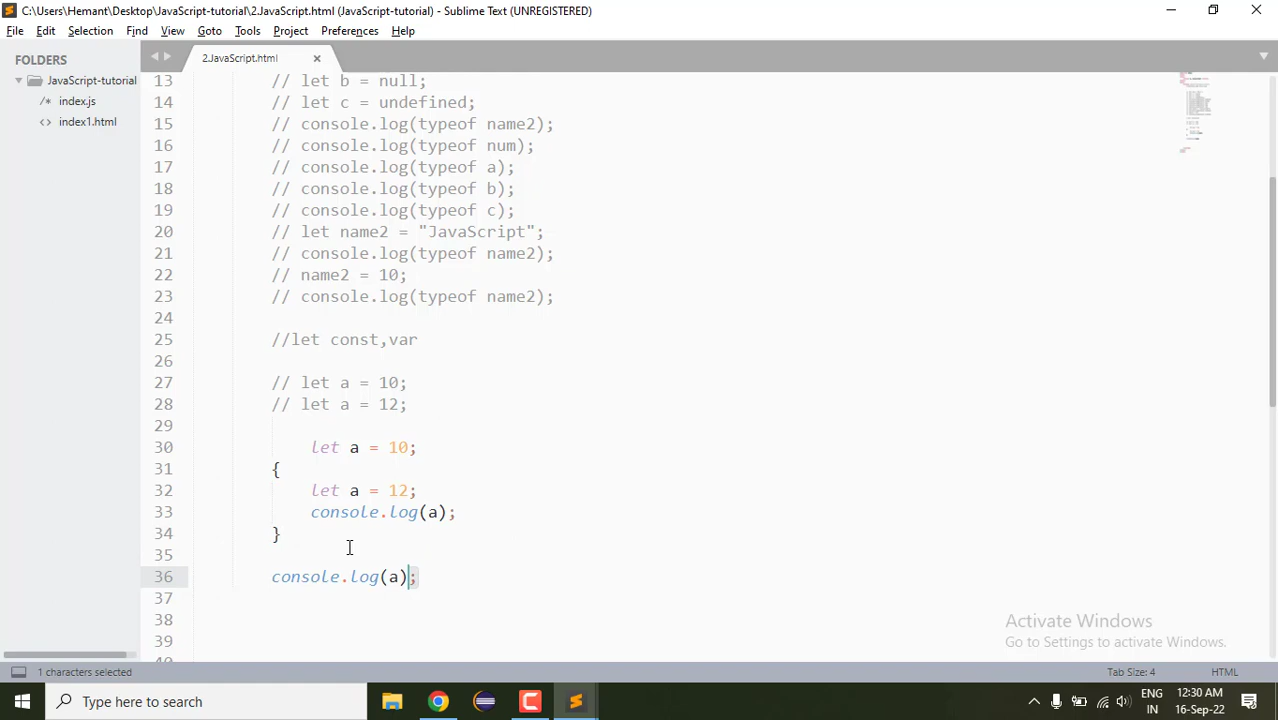 C:\Users\Hemant\Desktop\JavaScript-tutorial\2.JavaScript.html (JavaScript-tutorial) - Sublime Text (UNREGISTERED)
File Edit Selection Find View Goto Tools Project Preferences Help
FOLDERS
JavaScript-tutorial
index.js
index1.html
2.JavaScript.html
13 // let b = null;
14 // let c = undefined;
15 // console.log(typeof name2);
16 // console.log(typeof num);
17 // console.log(typeof a);
18 // console.log(typeof b);
19 // console.log(typeof c);
20 // let name2 = "JavaScript";
21 // console.log(typeof name2);
22 // name2 = 10;
23 // console.log(typeof name2);
24
25 //let const,var
26
27 // let a = 10;
28 // let a = 12;
29
30 let a = 10;
31 {
32 let a = 12;
33 console.log(a);
34 }
35
36 console.log(a);
37
38
39
40
Activate Windows
Go to Settings to activate Windows.
1 characters selected
Tab Size: 4
HTML
Type here to search
ENG
IN
12:30 AM
16-Sep-22